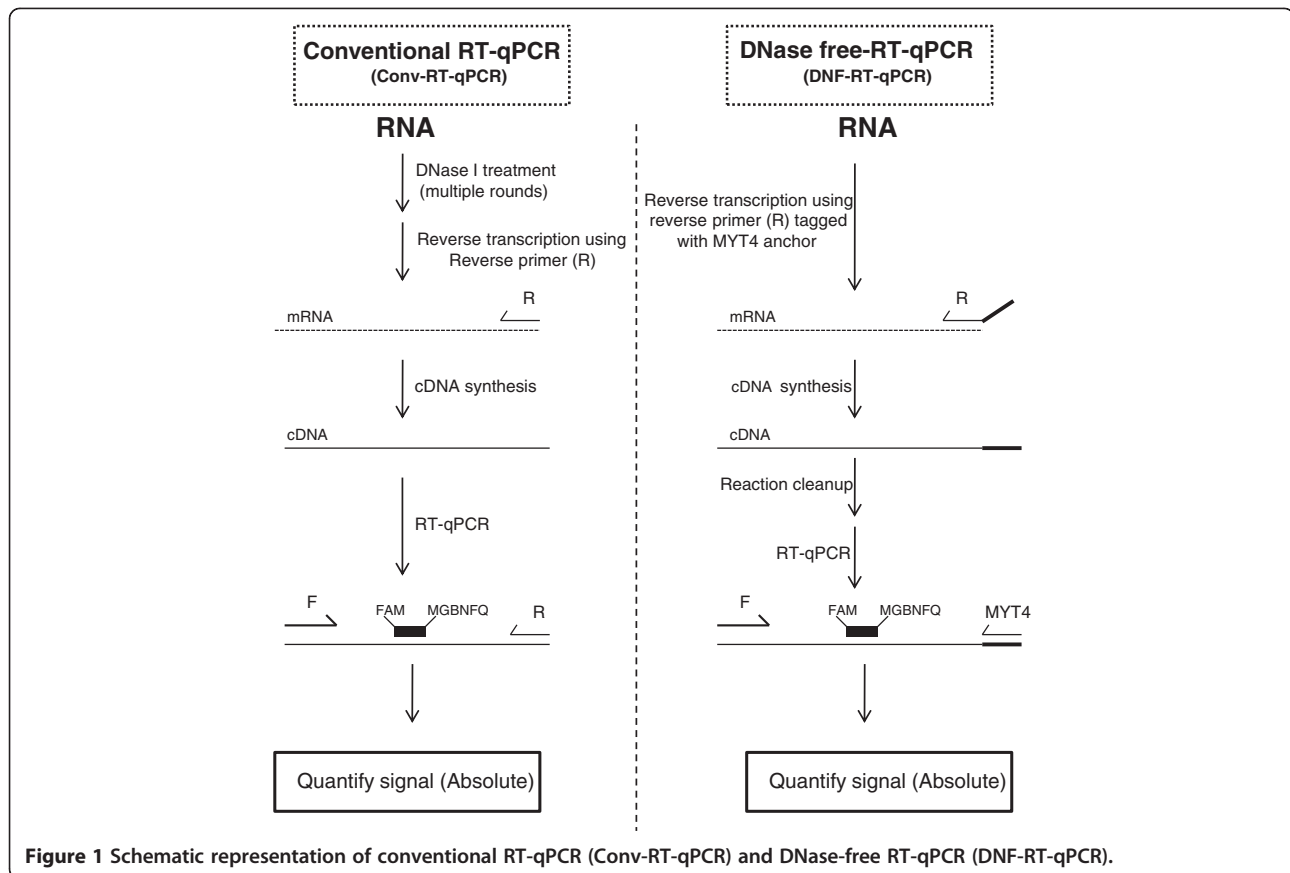 Conventional RT-qPCR
(Conv-RT-qPCR)
RNA
DNase I treatment
(multiple rounds)
Reverse transcription using
Reverse primer (R)
R
mRNA
cDNA synthesis
cDNA
RT-qPCR
F
FAM
MGBNFQ
R
Quantify signal (Absolute)
DNase free-RT-qPCR
(DNF-RT-qPCR)
RNA
Reverse transcription using
reverse primer (R) tagged
with MYT4 anchor
R
mRNA
cDNA synthesis
cDNA
Reaction cleanup
RT-qPCR
F
FAM
MGBNFQ
MYT4
Quantify signal (Absolute)
Figure 1 Schematic representation of conventional RT-qPCR (Conv-RT-qPCR) and DNase-free RT-qPCR (DNF-RT-qPCR).